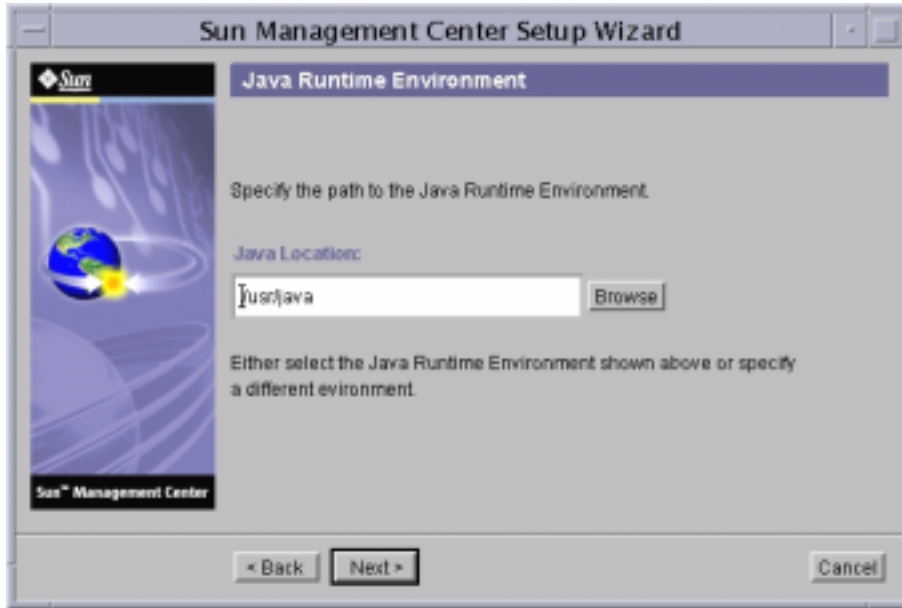 Sun Management Center Setup Wizard
Sun
Java Runtime Environment
Specify the path to the Java Runtime Environment.
Java Location:
/usr/java
Browse
Either select the Java Runtime Environment shown above or specify
a different evironment.
Sun™ Management Center
< Back
Next >
Cancel